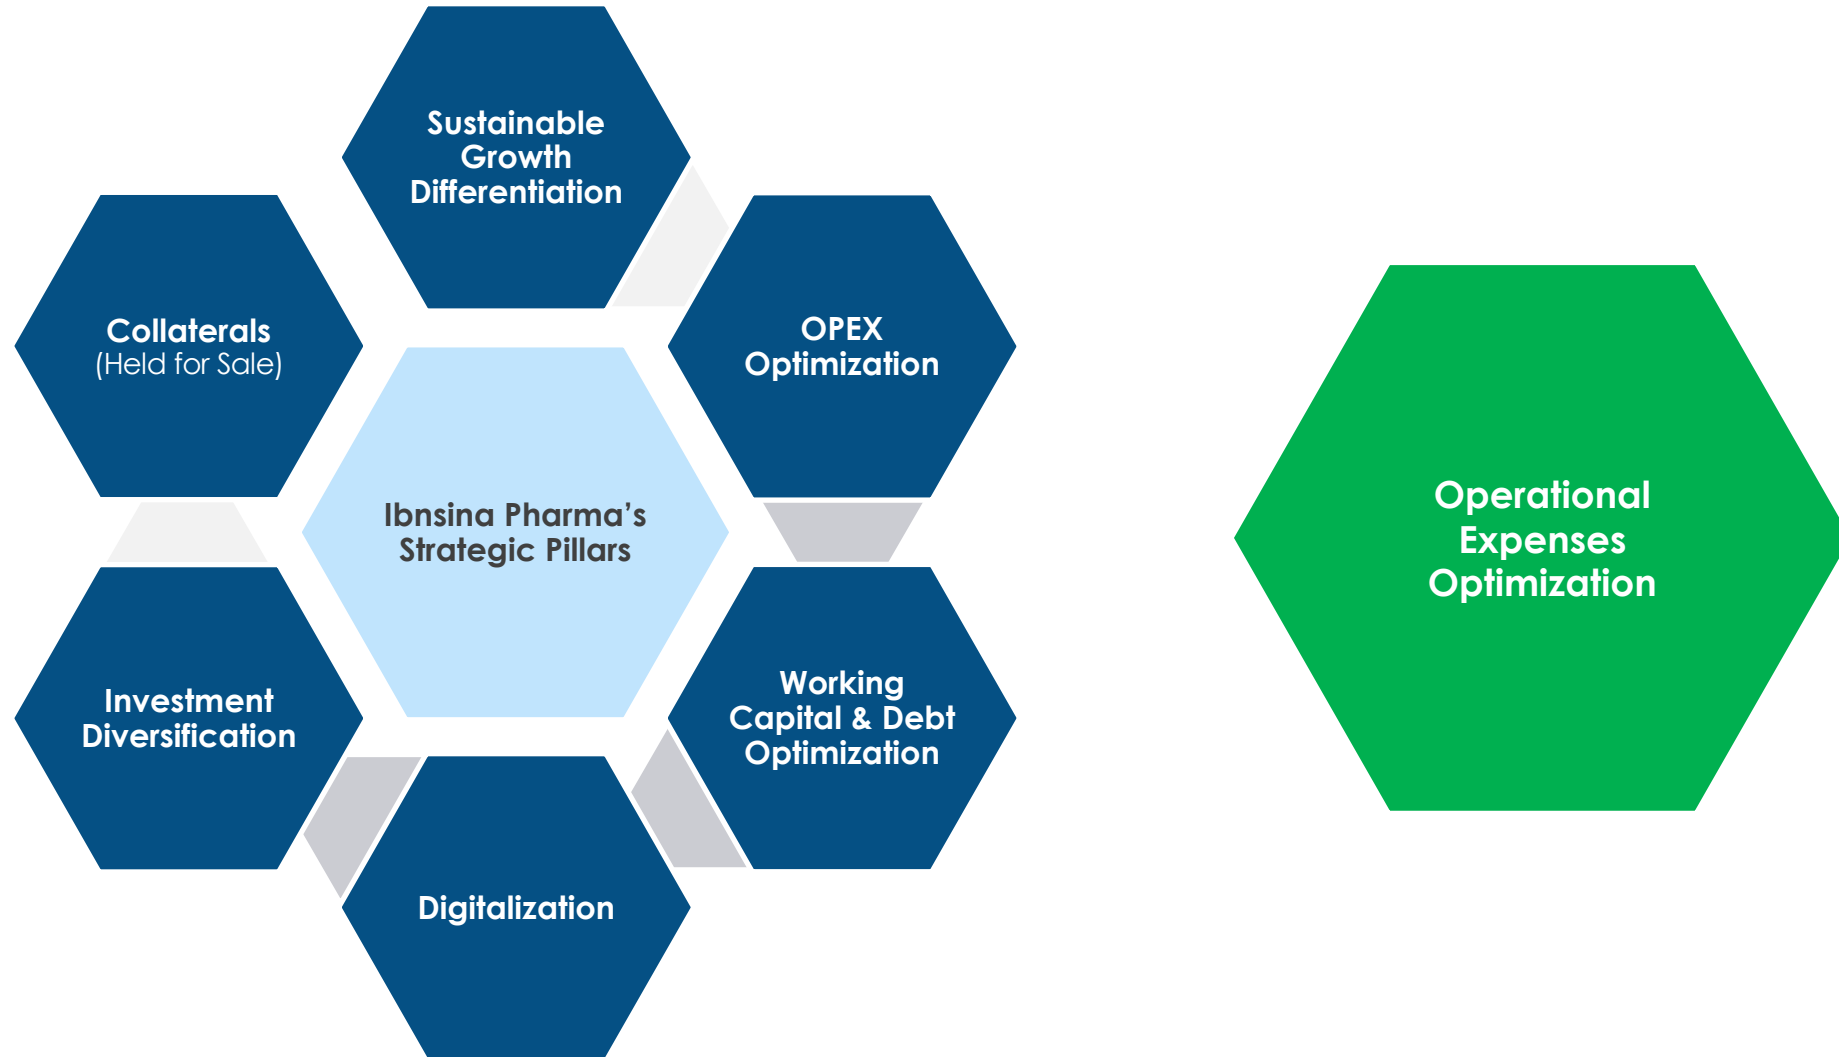 Sustainable
Growth
Differentiation
Collaterals
(Held for Sale)
OPEX
Optimization
Ibnsina Pharma’s
Strategic Pillars
Operational
Expenses
Optimization
Investment
Diversification
Working
Capital & Debt
Optimization
Digitalization